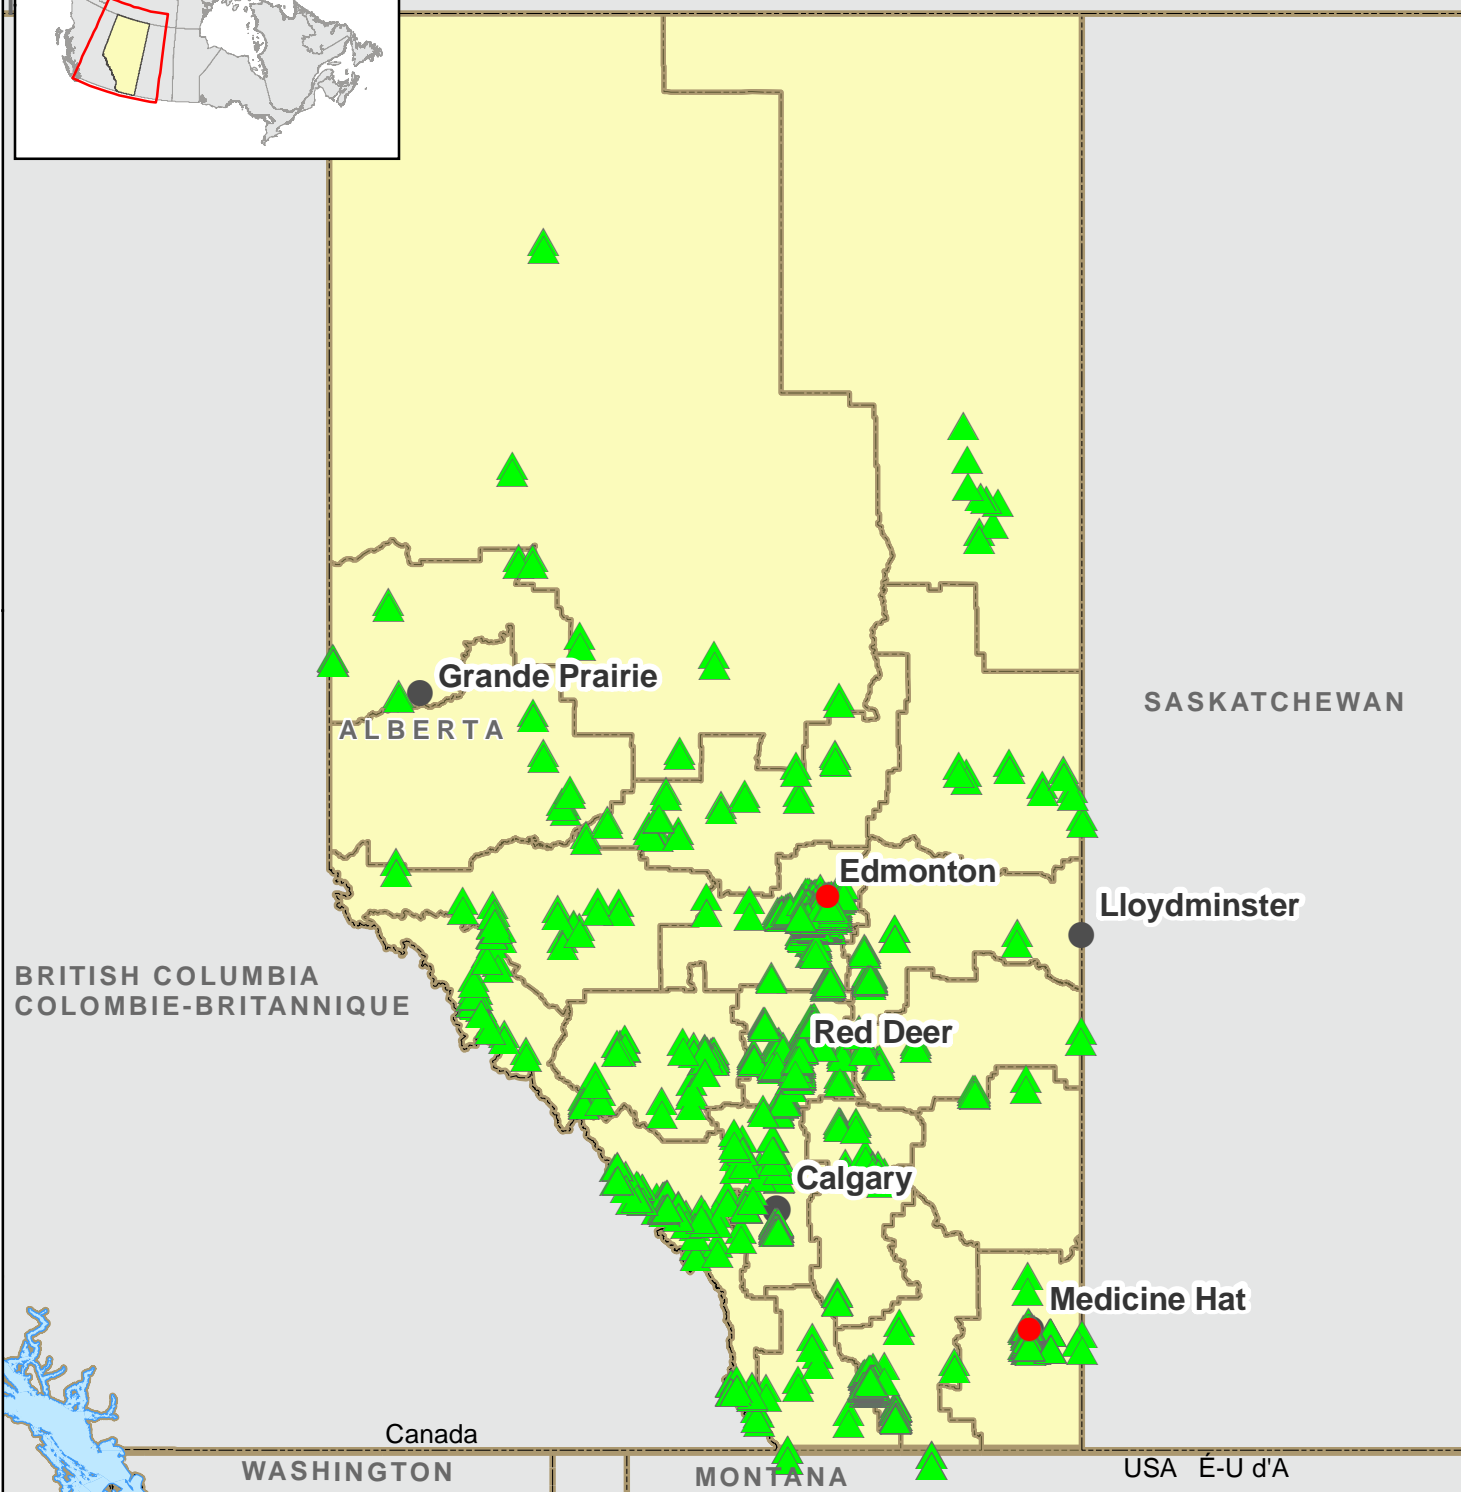 Grande Prairie
ALBERTA
SASKATCHEWAN
Edmonton
Lloydminster
BRITISH COLUMBIA
COLOMBIE-BRITANNIQUE
Red Deer
Calgary
Medicine Hat
Canada
WASHINGTON
MONTANA
USA É-U d'A